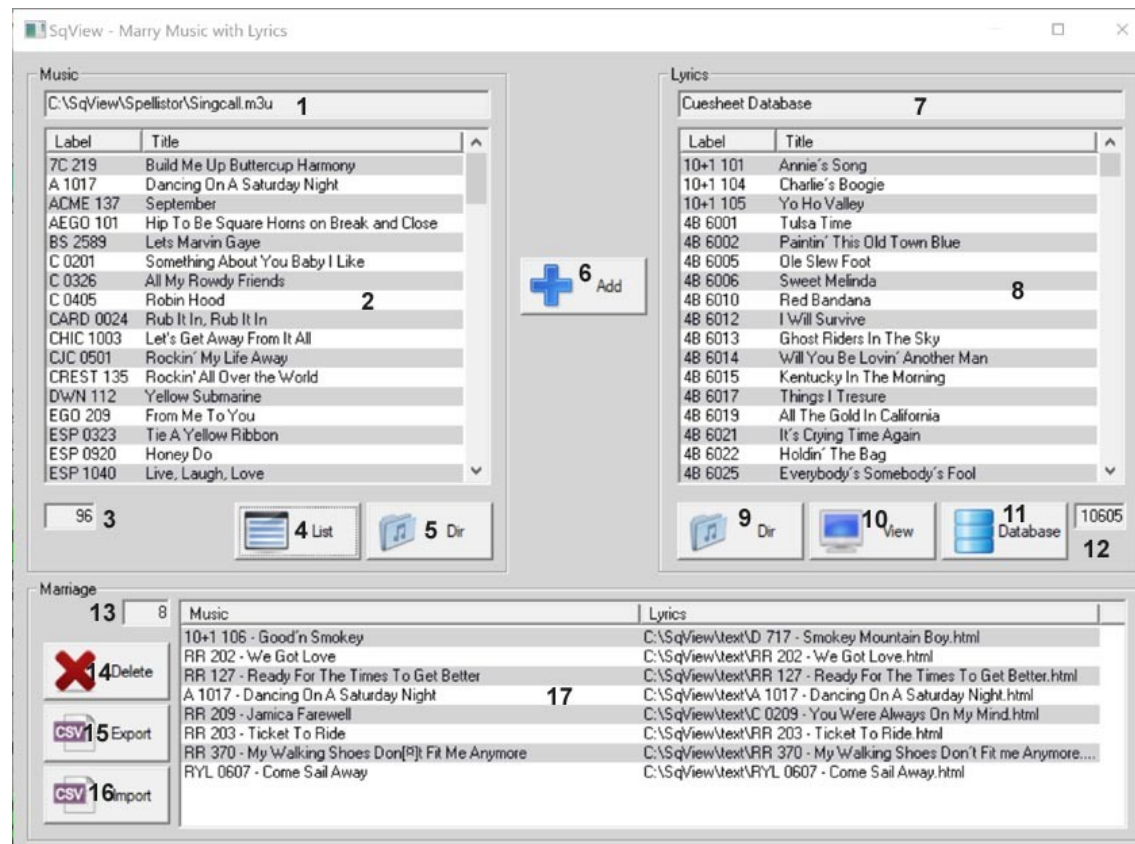 SqView - Marry Music with Lyrics
Music
C:\SqView\Spellistor\Singcall.m3u 1
Label Title
7C 219 Build Me Up Buttercup Harmony
A 1017 Dancing On A Saturday Night
ACME 137 September
AEGO 101 Hip To Be Square Horns on Break and Close
BS 2589 Lets Marvin Gaye
C 0201 Something About You Baby I Like
C 0326 All My Rowdy Friends
C 0405 Robin Hood
2
CARD 0024 Rub It In, Rub It In
CHIC 1003 Let's Get Away From It All
CJC 0501 Rockin´ My Life Away
CREST 135 Rockin' All Over the World
DWN 112 Yellow Submarine
EGO 209 From Me To You
ESP 0323 Tie A Yellow Ribbon
ESP 0920 Honey Do
ESP 1040 Live, Laugh, Love
96 3
4 List
5 Dir
6 Add
Lyrics
Cuesheet Database 7
Label Title
10+1 101 Annie´s Song
10+1 104 Charlie´s Boogie
10+1 105 Yo Ho Valley
4B 6001 Tulsa Time
4B 6002 Paintin´ This Old Town Blue
4B 6005 Ole Slew Foot
4B 6006 Sweet Melinda
8
4B 6010 Red Bandana
4B 6012 I Will Survive
4B 6013 Ghost Riders In The Sky
4B 6014 Will You Be Lovin´ Another Man
4B 6015 Kentucky In The Morning
4B 6017 Things I Tresure
4B 6019 All The Gold In California
4B 6021 It´s Crying Time Again
4B 6022 Holdin´ The Bag
4B 6025 Everybody´s Somebody´s Fool
9 Dir
10 View
11 Database
10605
12
Marriage
13 8
14 Delete
CSV 15 Export
CSV 16 Import
Music Lyrics
10+1 106 - Good´n Smokey C:\SqView\text\D 717 - Smokey Mountain Boy.html
RR 202 - We Got Love C:\SqView\text\RR 202 - We Got Love.html
RR 127 - Ready For The Times To Get Better C:\SqView\text\RR 127 - Ready For The Times To Get Better.html
A 1017 - Dancing On A Saturday Night C:\SqView\text\A 1017 - Dancing On A Saturday Night.html
17
RR 209 - Jamica Farewell C:\SqView\text\C 0209 - You Were Always On My Mind.html
RR 203 - Ticket To Ride C:\SqView\text\RR 203 - Ticket To Ride.html
RR 370 - My Walking Shoes Don[¤]t Fit Me Anymore C:\SqView\text\RR 370 - My Walking Shoes Don´t Fit me Anymore....
RYL 0607 - Come Sail Away C:\SqView\text\RYL 0607 - Come Sail Away.html